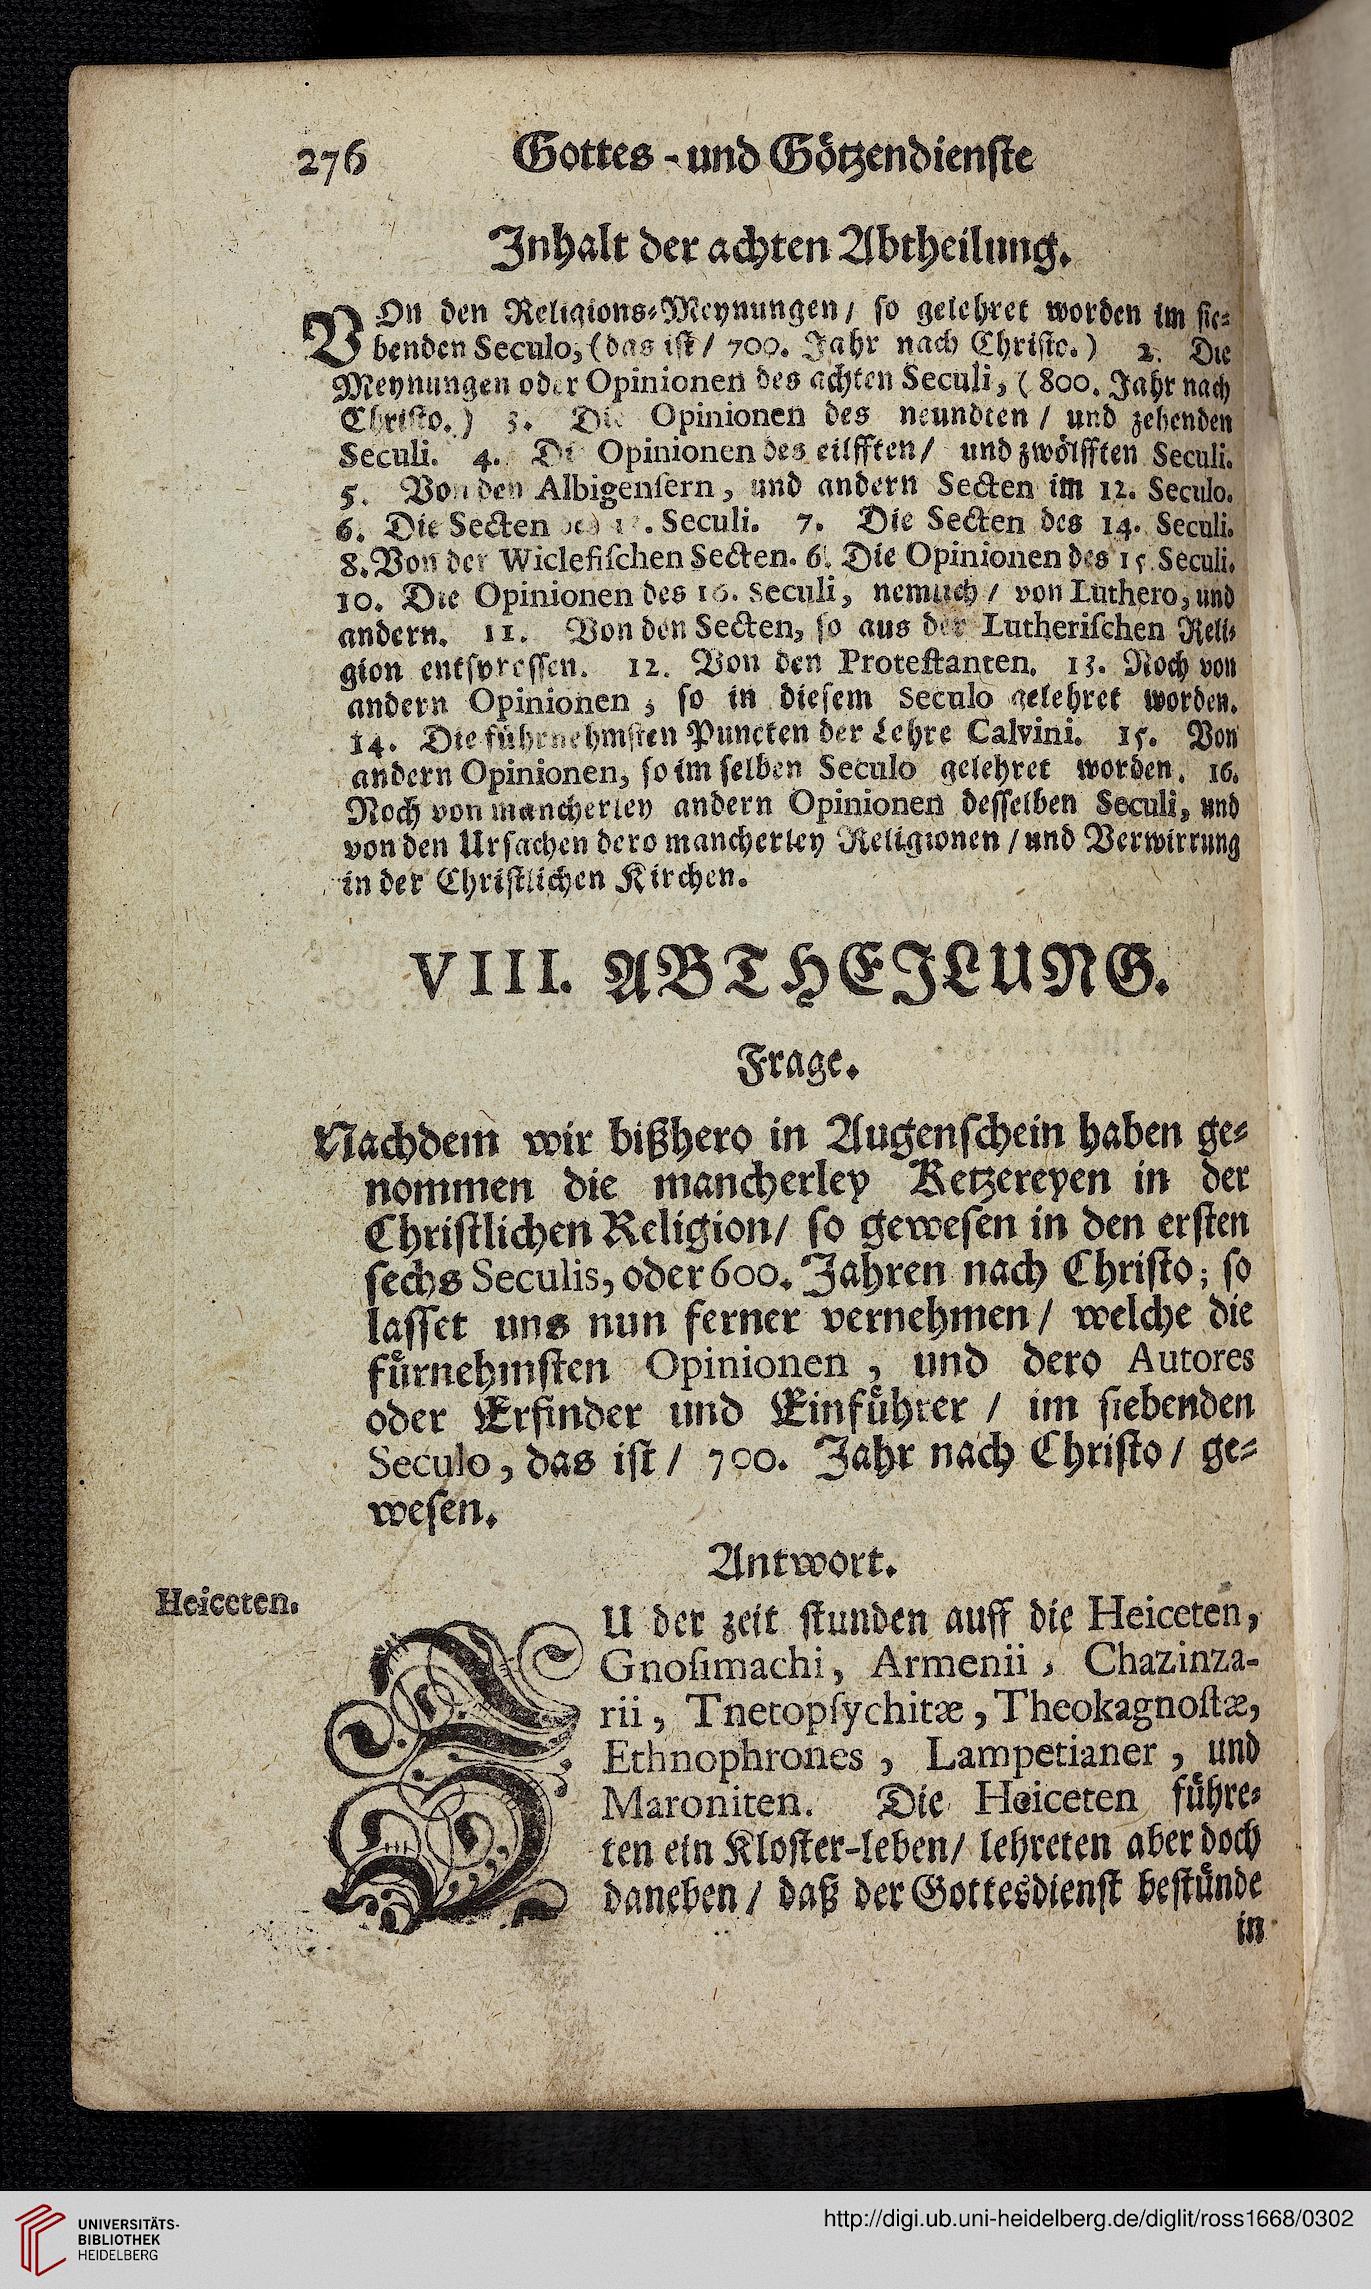 276 Gottes - und Götzendienste
Inhalt der achten Abtheilung.
VOn den Religions-Meynungen / so gelehret worden im sie-
benden Seculo, (das ist / 700. Jahr nach Christo.) 2. Die
Meynungen oder Opinionen des achten Seculi, (800. Jahr nach
Christo.) 3. Die Opinionen des neundten / und zehenden
Seculi. 4. Di Opinionen des eilfften / und zwölfften Seculi.
5. Von den Albigensern, und andern Secten im 12. Seculo.
6. Die Secten des Seculi. 7. Die Secten des 14. Seculi.
8. Von der Wiclefischen Secten. 6. Die Opinionen des 15. Seculi.
10. Die Opinionen des 16. Seculi, nemlich / von Luthero, und
andern. 11. Von den Secten, so aus der Lutherischen Reli-
gion entsprossen. 12. Von den Protestanten. 13. Noch von
andern Opinionen, so in diesem Seculo gelehret worden.
14. Die führnehmsten Puncten der Lehre Calvini. 15. Von
andern Opinionen, so im selben Seculo gelehret worden. 16.
Noch von mancherley andern Opinionen desselben Seculi, und
von den Ursachen dero mancherley Religionen / und Verwirrung
in der Christlichen Kirchen.
VIII. ABTHEILUNG.
Frage.
Nachdem wir bißhero in Augenschein haben ge-
nommen die mancherley Ketzereyen in der
Christlichen Religion / so gewesen in den ersten
sechs Seculis, oder 600. Jahren nach Christo; so
lasset uns nun ferner vernehmen / welche die
fürnehmsten Opinionen, und dero Autores
oder Erfinder und Einführer / im siebenden
Seculo, das ist / 700. Jahr nach Christo / ge-
wesen.
Antwort.
Heiceten.
ZU der zeit stunden auff die Heiceten,
Gnosimachi, Armenii, Chazinza-
rii, Tnetopsychitæ, Theokagnostæ,
Ethnophrones, Lampetianer, und
Maroniten. Die Heiceten führe-
ten ein Kloster-leben / lehreten aber doch
daneben / daß der Gottesdienst bestünde
in
UNIVERSITÄTS-
BIBLIOTHEK
HEIDELBERG
http://digi.ub.uni-heidelberg.de/diglit/ross1668/0302